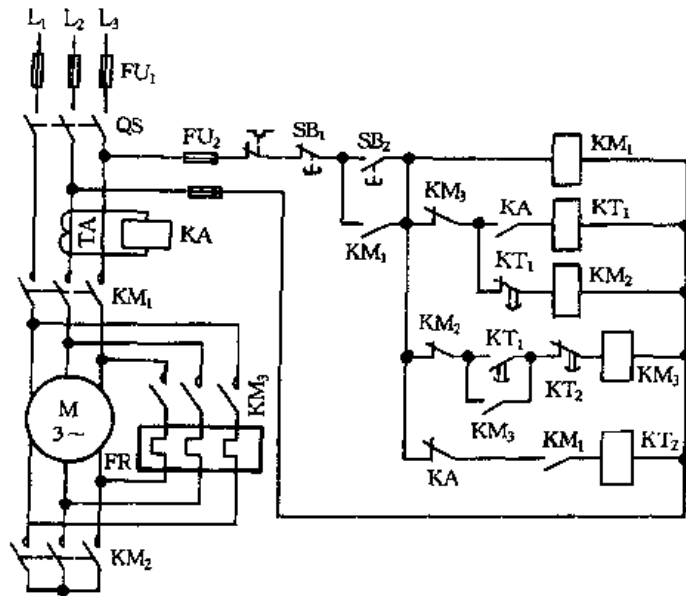 L₁ L₂ L₃
FU₁
QS
FU₂
SB₁
SB₂
KM₁
KM₃
KA
KT₁
TA
KA
KM₁
KT₁
KM₂
KM₁
KM₂
KT₁
KT₂
KM₃
KM₃
M
3~
FR
KM₃
KA
KM₁
KT₂
KM₂